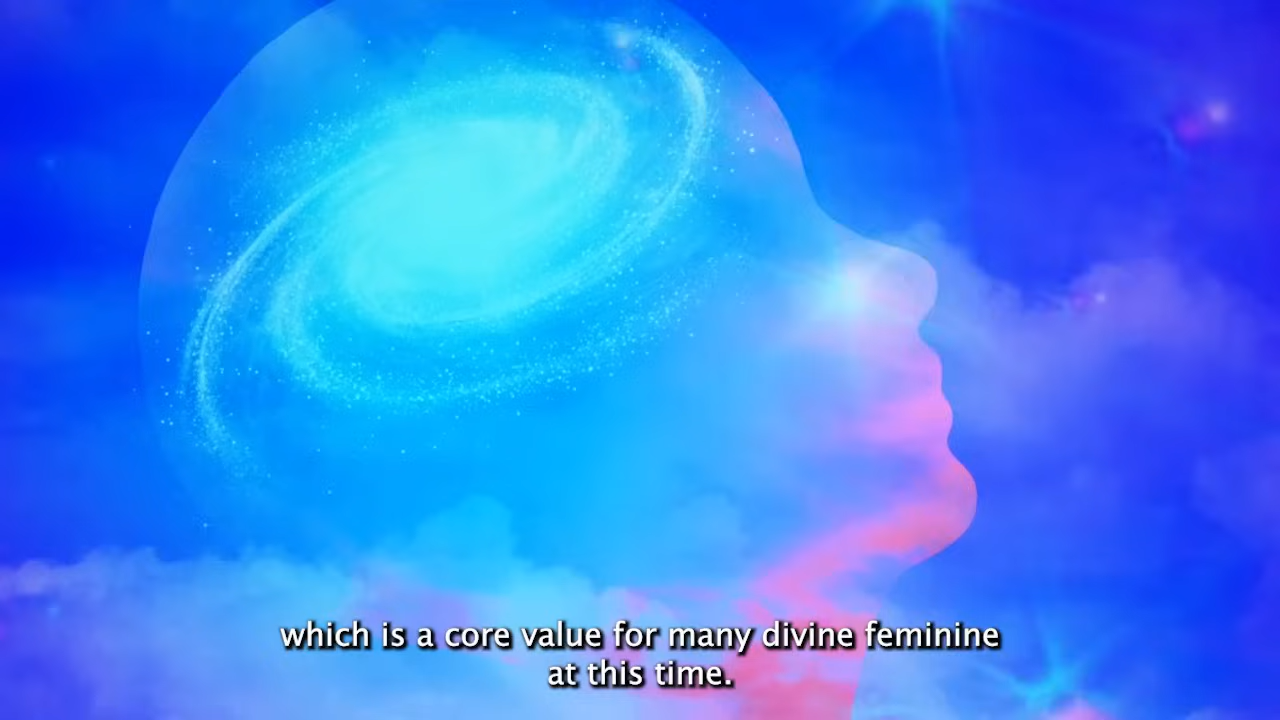 which is a core value for many divine feminine
at this time.